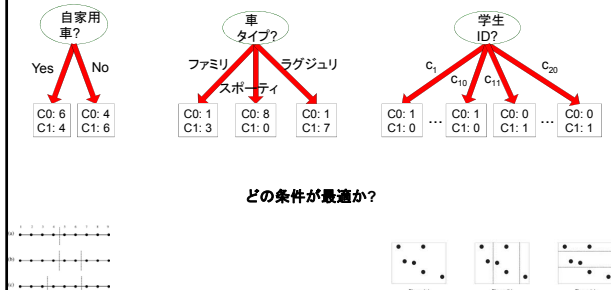 自家用
車?
Yes
No
C0: 6
C1: 4
C0: 4
C1: 6
車
タイプ?
ファミリ
スポーティ
ラグジュリ
C0: 1
C1: 3
C0: 8
C1: 0
C0: 1
C1: 7
学生
ID?
c1
c10
c11
c20
C0: 1
C1: 0
...
C0: 1
C1: 0
C0: 0
C1: 1
...
C0: 0
C1: 1
どの条件が最適か?